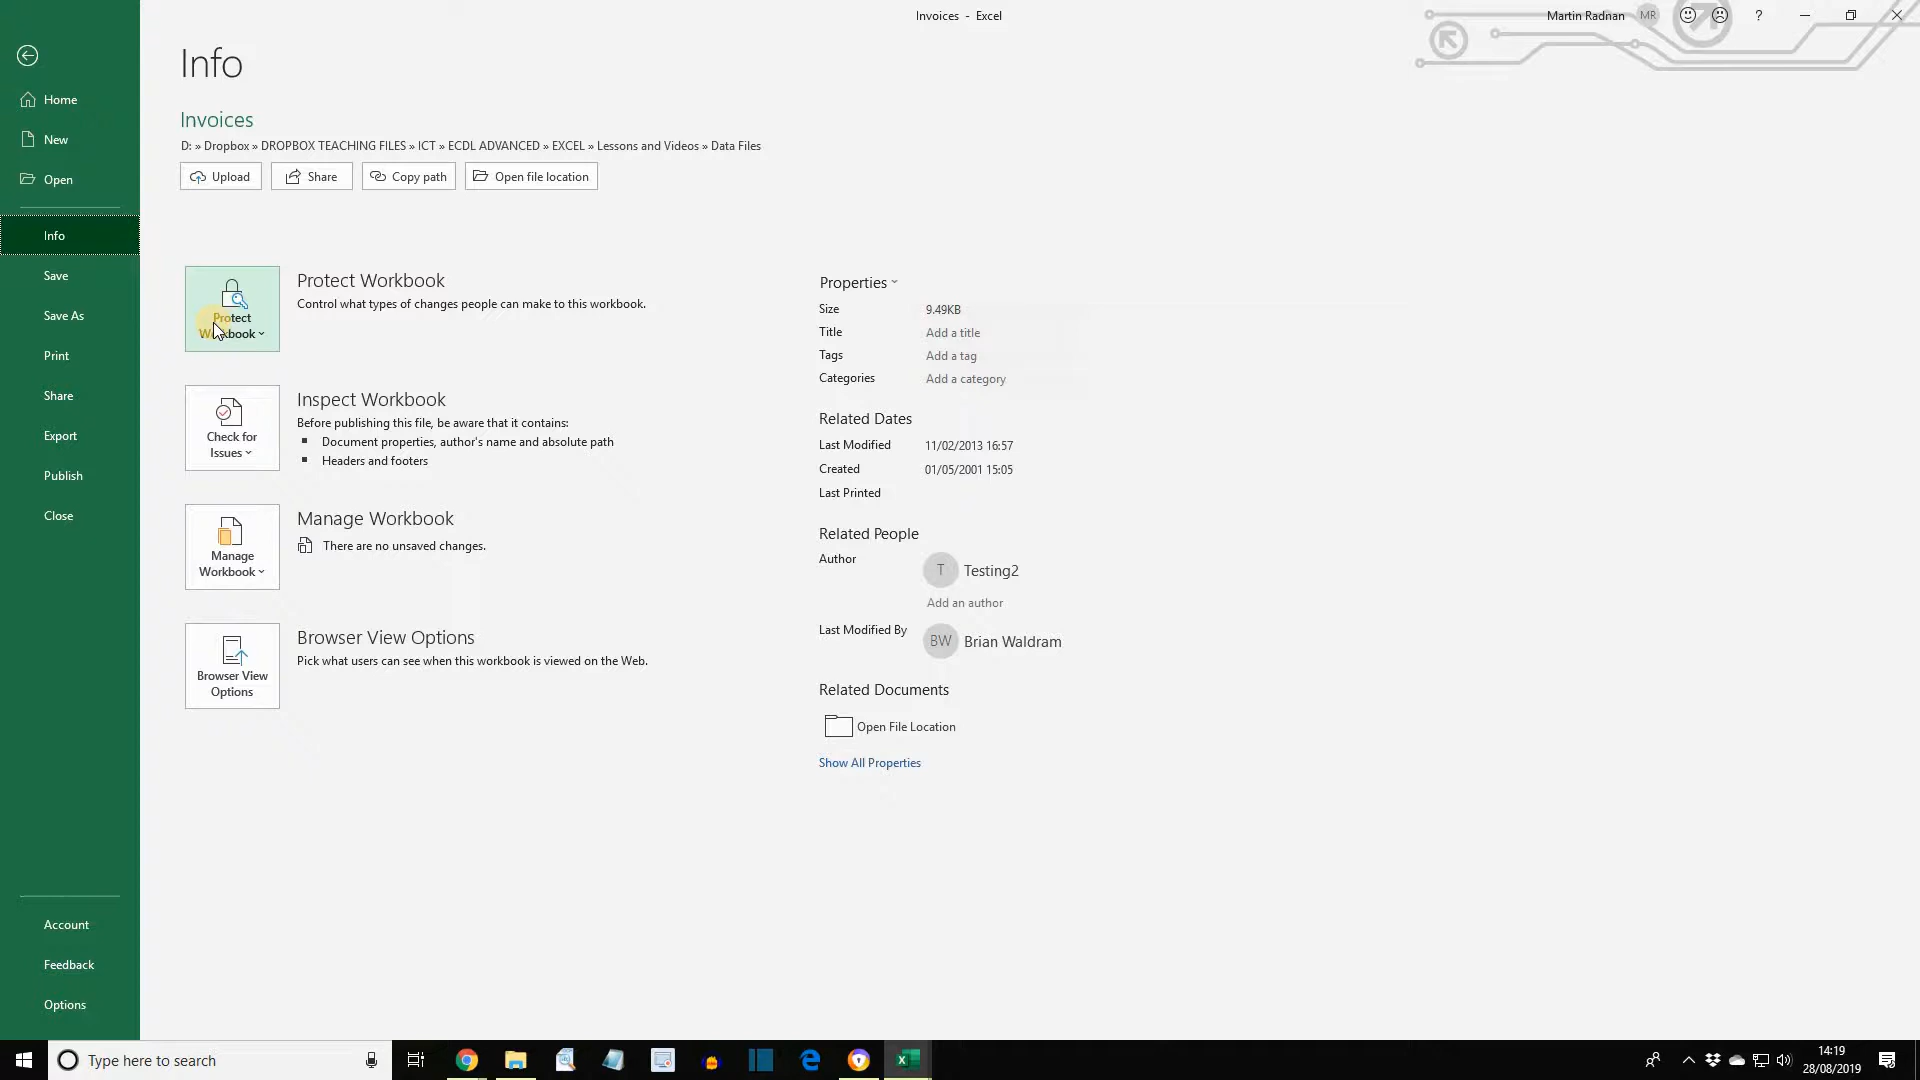 Invoices - Excel
Martin Radnan MR ?
Info
Home
New
Open
Info
Save
Save As
Print
Share
Export
Publish
Close
Account
Feedback
Options
Invoices
D: » Dropbox » DROPBOX TEACHING FILES » ICT » ECDL ADVANCED » EXCEL » Lessons and Videos » Data Files
Upload Share Copy path Open file location
Protect
Workbook
Protect Workbook
Control what types of changes people can make to this workbook.
Check for
Issues
Inspect Workbook
Before publishing this file, be aware that it contains:
Document properties, author's name and absolute path
Headers and footers
Manage
Workbook
Manage Workbook
There are no unsaved changes.
Browser View
Options
Browser View Options
Pick what users can see when this workbook is viewed on the Web.
Properties
Size 9.49KB
Title Add a title
Tags Add a tag
Categories Add a category
Related Dates
Last Modified 11/02/2013 16:57
Created 01/05/2001 15:05
Last Printed
Related People
Author T Testing2
Add an author
Last Modified By BW Brian Waldram
Related Documents
Open File Location
Show All Properties
Type here to search
14:19
28/08/2019